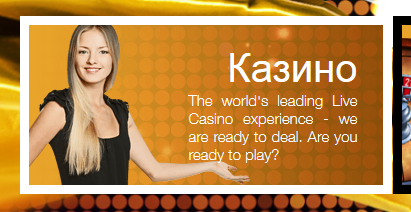 Казино
The world's leading Live
Casino experience - we
are ready to deal. Are you
ready to play?